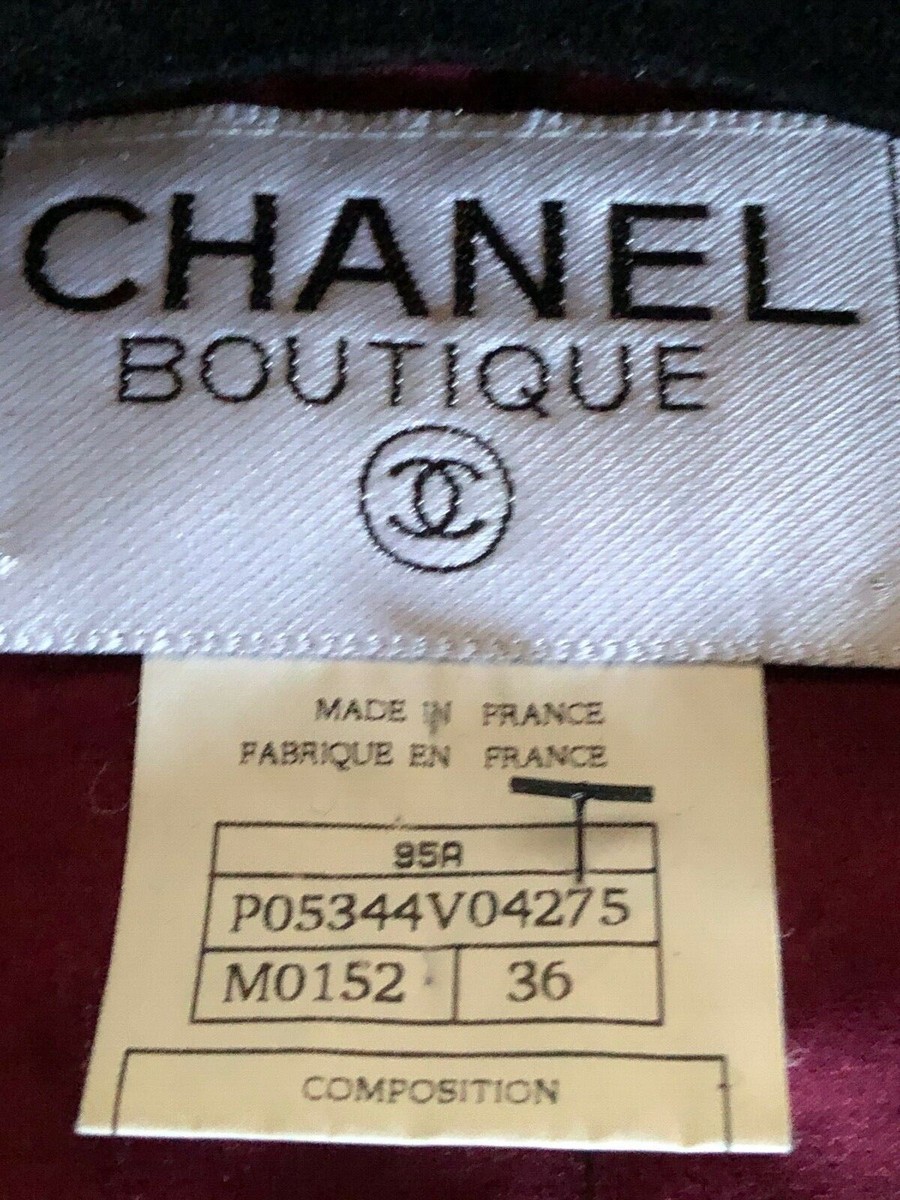 CHANEL
BOUTIQUE
MADE IN FRANCE
FABRIQUE EN FRANCE
95A
P05344V04275
M0152 36
COMPOSITION